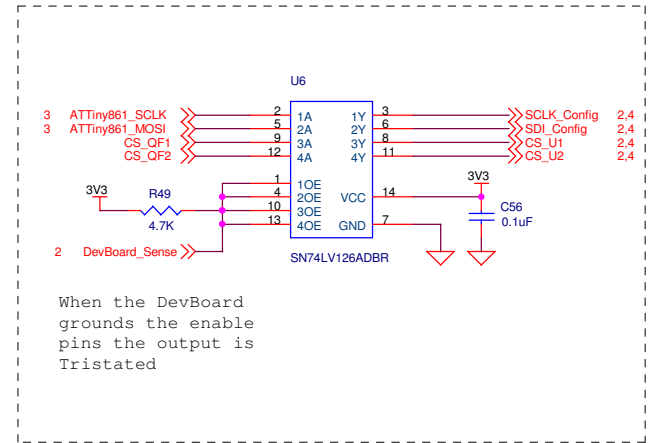 U6
3 ATTiny861_SCLK 2 1A 1Y 3 SCLK_Config 2,4
3 ATTiny861_MOSI 5 2A 2Y 6 SDI_Config 2,4
CS_QF1 9 3A 3Y 8 CS_U1 2,4
CS_QF2 12 4A 4Y 11 CS_U2 2,4
1 1OE
3V3 R49 4 2OE VCC 14 3V3
10 3OE C56
4.7K 13 4OE GND 7 0.1uF
2 DevBoard_Sense
SN74LV126ADBR
When the DevBoard
grounds the enable
pins the output is
Tristated